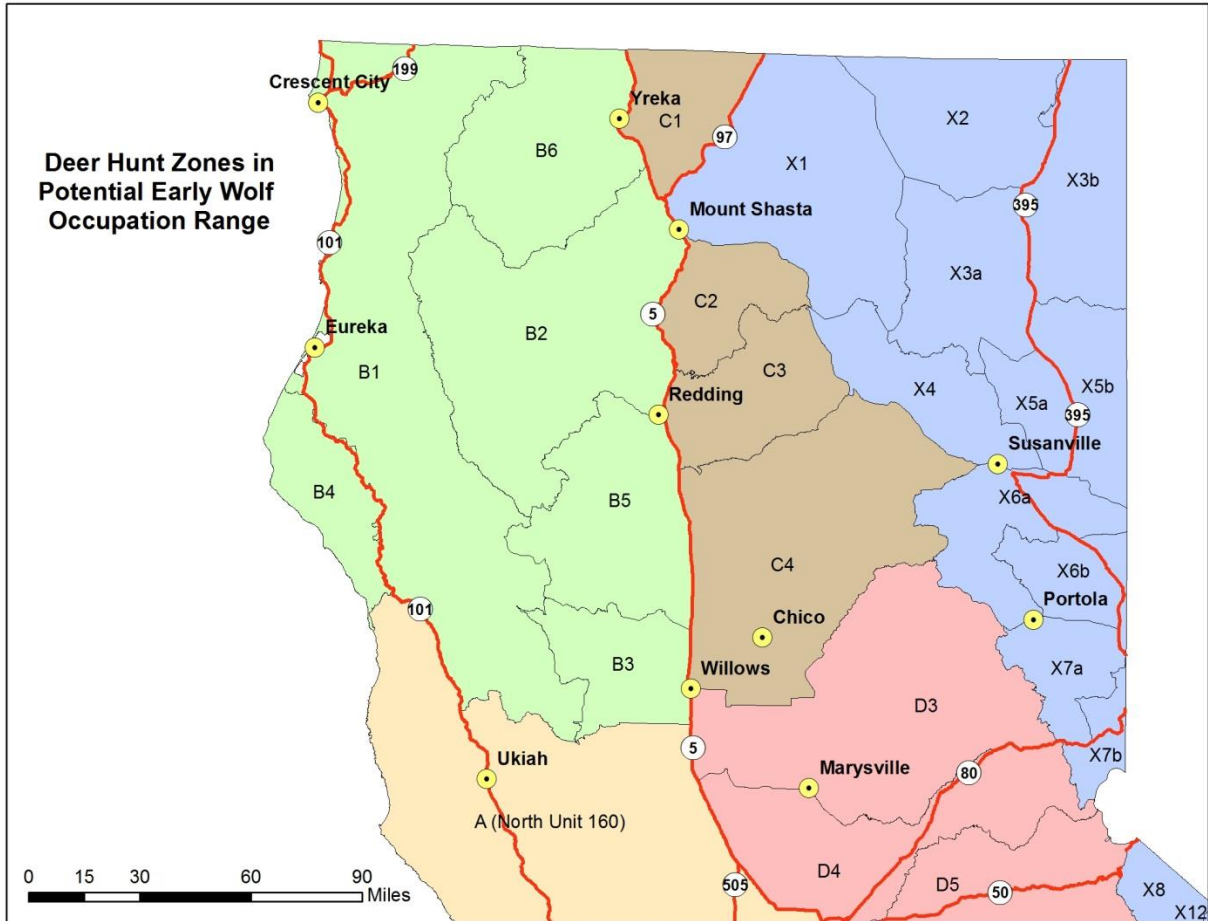 199
Crescent City
Yreka
C1
97
X2
Deer Hunt Zones in
Potential Early Wolf
Occupation Range
B6
X1
X3b
395
Mount Shasta
101
X3a
C2
5
Eureka
B2
B1
C3
X4
X5b
X5a
Redding
395
Susanville
B4
B5
X6a
C4
X6b
101
Portola
Chico
B3
X7a
Willows
D3
5
X7b
Ukiah
Marysville
80
A (North Unit 160)
D4
505
D5
50
X8
X12
0 15 30 60 90
Miles